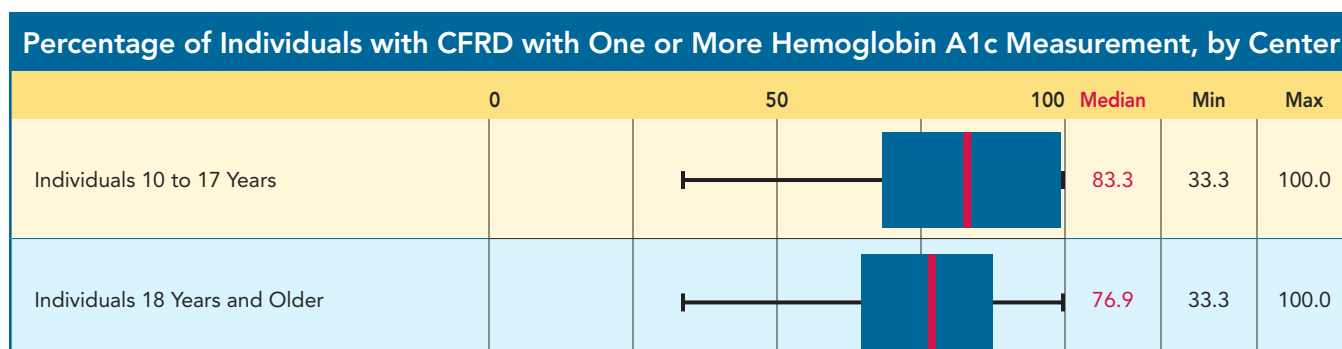 Percentage of Individuals with CFRD with One or More Hemoglobin A1c Measurement, by Center
0 50 100 Median Min Max
Individuals 10 to 17 Years 83.3 33.3 100.0
Individuals 18 Years and Older 76.9 33.3 100.0